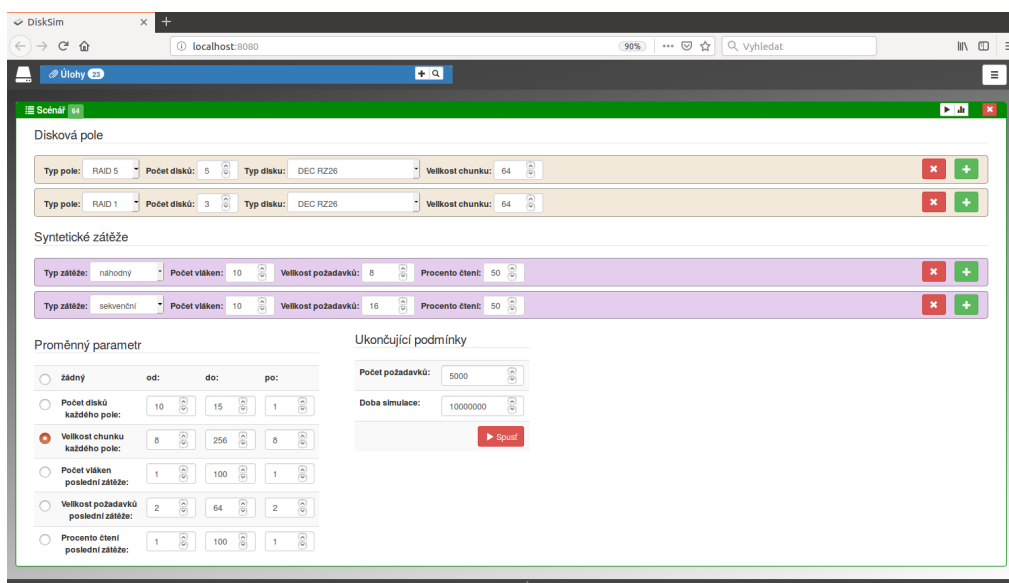 DiskSim
localhost:8080 90% Vyhledat
Úlohy 23
Scénář 64
Disková pole
Typ pole: RAID 5 Počet disků: 5 Typ disku: DEC RZ26 Velikost chunku: 64
Typ pole: RAID 1 Počet disků: 3 Typ disku: DEC RZ26 Velikost chunku: 64
Syntetické zátěže
Typ zátěže: náhodný Počet vláken: 10 Velikost požadavků: 8 Procento čtení: 50
Typ zátěže: sekvenční Počet vláken: 10 Velikost požadavků: 16 Procento čtení: 50
Proměnný parametr
žádný od: do: po:
Počet disků
každého pole: 10 15 1
Velikost chunku
každého pole: 8 256 8
Počet vláken
poslední zátěže: 1 100 1
Velikost požadavků
poslední zátěže: 2 64 2
Procento čtení
poslední zátěže: 1 100 1
Ukončující podmínky
Počet požadavků: 5000
Doba simulace: 10000000
Spusť